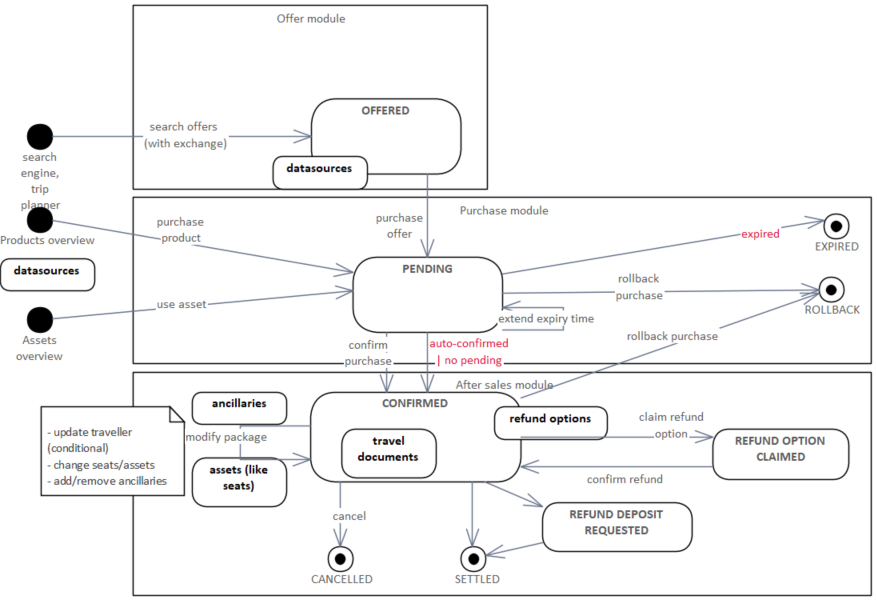 Offer module
OFFERED
search offers
(with exchange)
datasources
search
engine,
trip
planner
Products overview
datasources
Assets
overview
purchase
product
use asset
purchase
offer
Purchase module
PENDING
expired
EXPIRED
rollback
purchase
ROLLBACK
extend expiry time
rollback purchase
confirm
purchase
auto-confirmed
| no pending
After sales module
ancillaries
CONFIRMED
refund options
modify package
travel
documents
assets (like
seats)
- update traveller
(conditional)
- change seats/assets
- add/remove ancillaries
claim refund
option
REFUND OPTION
CLAIMED
confirm refund
REFUND DEPOSIT
REQUESTED
cancel
CANCELLED
SETTLED